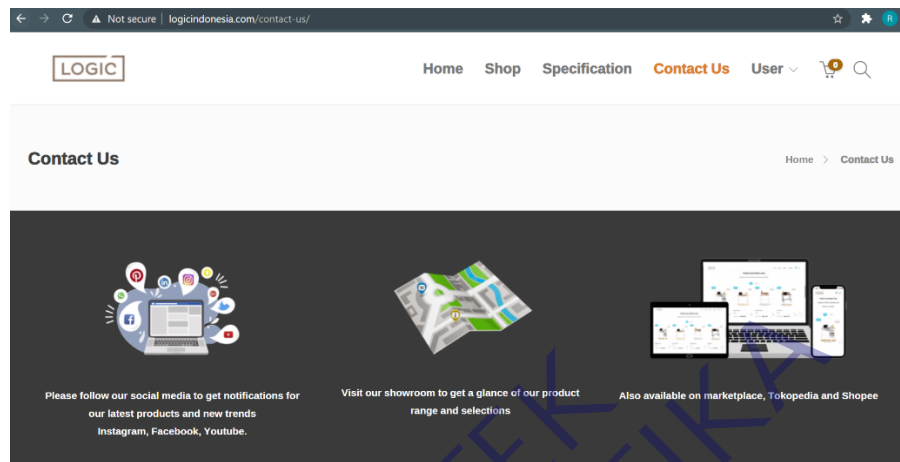 Not secure | logicindonesia.com/contact-us/
R
LOGIC
Home Shop Specification Contact Us User 0
Contact Us
Home > Contact Us
Please follow our social media to get notifications for
our latest products and new trends
Instagram, Facebook, Youtube.
Visit our showroom to get a glance of our product
range and selections
Also available on marketplace, Tokopedia and Shopee